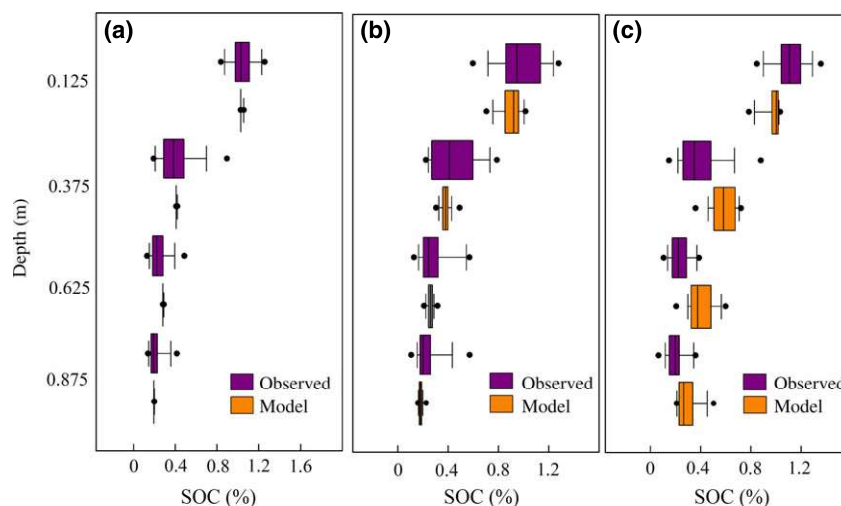 (a)
(b)
(c)
Depth (m)
0.125
0.375
0.625
0.875
Observed
Model
Observed
Model
Observed
Model
0 0.4 0.8 1.2 1.6
0 0.4 0.8 1.2
0 0.4 0.8 1.2
SOC (%)
SOC (%)
SOC (%)